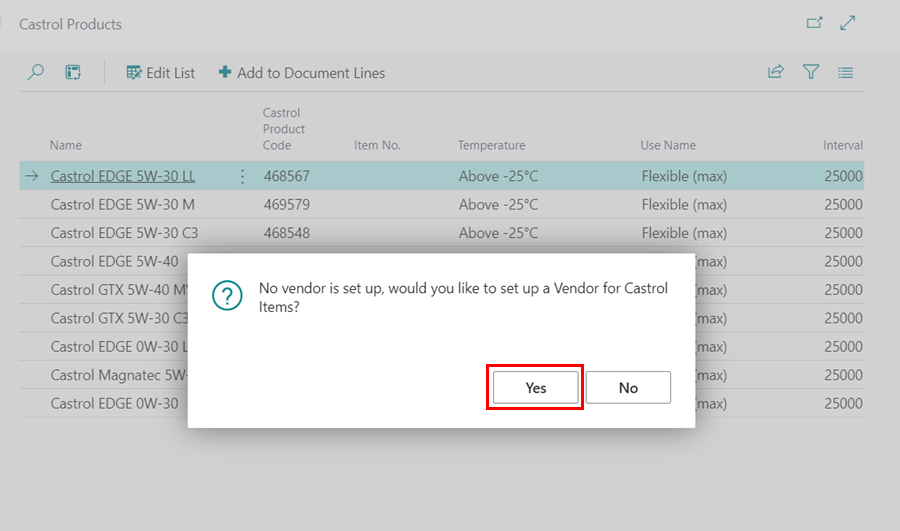 Castrol Products
Edit List
Add to Document Lines
Castrol
Product
Name Code Item No. Temperature Use Name Interval
Castrol EDGE 5W-30 LL 468567 Above -25°C Flexible (max) 25000
Castrol EDGE 5W-30 M 469579 Above -25°C Flexible (max) 25000
Castrol EDGE 5W-30 C3 468548 Above -25°C Flexible (max) 25000
Castrol EDGE 5W-40 (max) 25000
Castrol GTX 5W-40 (max) 25000
Castrol GTX 5W-30 C3 (max) 25000
Castrol EDGE 0W-30 (max) 25000
Castrol Magnatec 5W- (max) 25000
Castrol EDGE 0W-30 (max) 25000
No vendor is set up, would you like to set up a Vendor for Castrol
Items?
Yes No